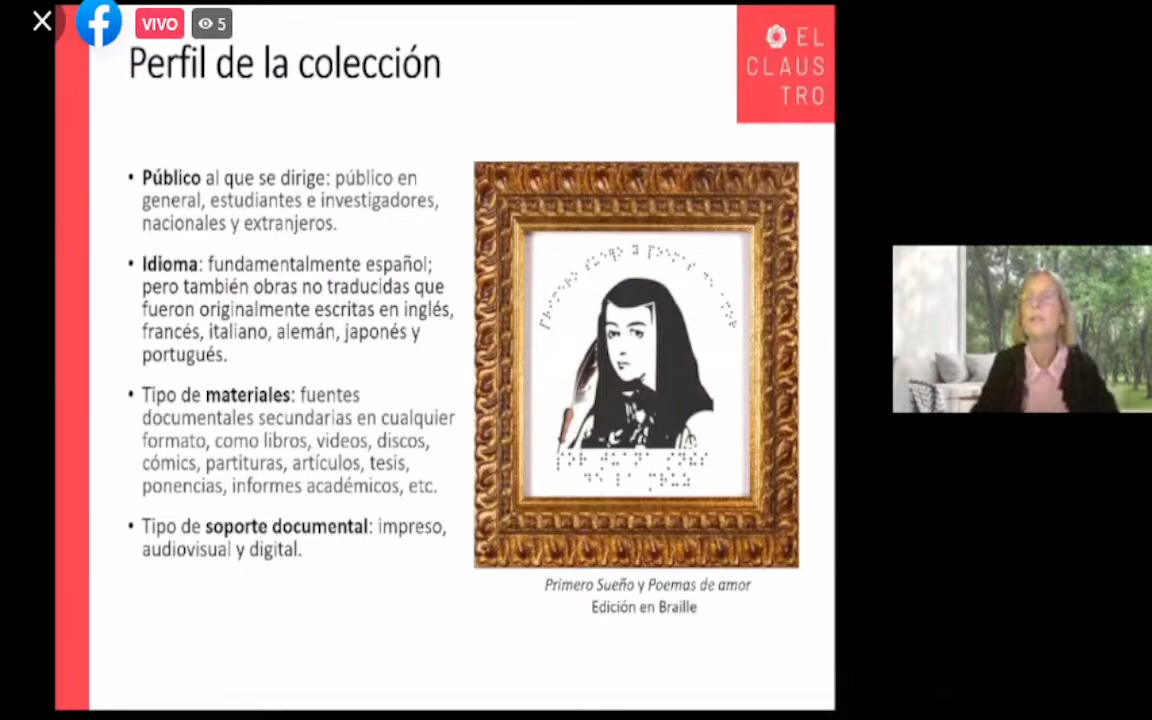 VIVO
5
Perfil de la colección
EL
CLAUS
TRO
• Público al que se dirige: público en
general, estudiantes e investigadores,
nacionales y extranjeros.
• Idioma: fundamentalmente español;
pero también obras no traducidas que
fueron originalmente escritas en inglés,
francés, italiano, alemán, japonés y
portugués.
• Tipo de materiales: fuentes
documentales secundarias en cualquier
formato, como libros, videos, discos,
cómics, partituras, artículos, tesis,
ponencias, informes académicos, etc.
• Tipo de soporte documental: impreso,
audiovisual y digital.
Primero Sueño y Poemas de amor
Edición en Braille